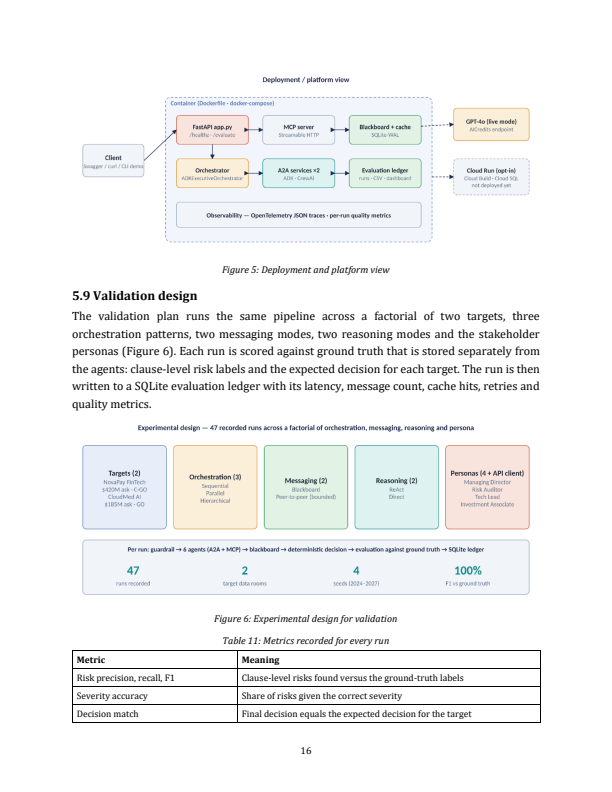 Deployment / platform view
Container (Dockerfile · docker-compose)
FastAPI app.py
/healthz · /evaluate
MCP server
Streamable HTTP
Blackboard + cache
SQLite-WAL
GPT-4o (live mode)
AICredits endpoint
Client
Swagger / curl / CLI demo
Orchestrator
ADKExecutiveOrchestrator
A2A services ×2
ADK · CrewAI
Evaluation ledger
runs · CSV · dashboard
Cloud Run (opt-in)
Cloud Build · Cloud SQL
not deployed yet
Observability — OpenTelemetry JSON traces · per-run quality metrics
Figure 5: Deployment and platform view
5.9 Validation design
The validation plan runs the same pipeline across a factorial of two targets, three
orchestration patterns, two messaging modes, two reasoning modes and the stakeholder
personas (Figure 6). Each run is scored against ground truth that is stored separately from
the agents: clause-level risk labels and the expected decision for each target. The run is then
written to a SQLite evaluation ledger with its latency, message count, cache hits, retries and
quality metrics.
Experimental design — 47 recorded runs across a factorial of orchestration, messaging, reasoning and persona
Targets (2)
NovaPay FinTech
$420M ask · C-GO
CloudMed AI
$185M ask · GO
Orchestration (3)
Sequential
Parallel
Hierarchical
Messaging (2)
Blackboard
Peer-to-peer (bounded)
Reasoning (2)
ReAct
Direct
Personas (4 + API client)
Managing Director
Risk Auditor
Tech Lead
Investment Associate
Per run: guardrail → 6 agents (A2A + MCP) → blackboard → deterministic decision → evaluation against ground truth → SQLite ledger
47
runs recorded
2
target data rooms
4
seeds (2024–2027)
100%
F1 vs ground truth
Figure 6: Experimental design for validation
Table 11: Metrics recorded for every run
Metric Meaning
Risk precision, recall, F1 Clause-level risks found versus the ground-truth labels
Severity accuracy Share of risks given the correct severity
Decision match Final decision equals the expected decision for the target
16